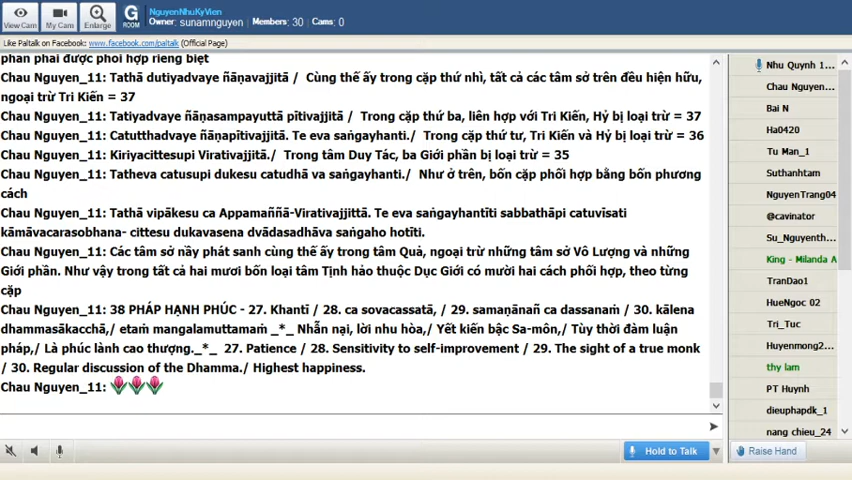 View Cam
My Cam
Enlarge
G
ROOM
NguyenNhuKyVien
Owner: sunamnguyen Members: 30 Cams: 0
Like Paltalk on Facebook: www.facebook.com/paltalk (Official Page)
phần phải được phối hợp riêng biệt
Chau Nguyen_11: Tathā dutiyadvaye ñāṇavajjitā / Cùng thế ấy trong cặp thứ nhì, tất cả các tâm sở trên đều hiện hữu,
ngoại trừ Tri Kiến = 37
Chau Nguyen_11: Tatiyadvaye ñāṇasampayuttā pītivajjitā / Trong cặp thứ ba, liên hợp với Tri Kiến, Hỷ bị loại trừ = 37
Chau Nguyen_11: Catutthadvaye ñāṇapītivajjitā. Te eva saṅgayhanti./ Trong cặp thứ tư, Tri Kiến và Hỷ bị loại trừ = 36
Chau Nguyen_11: Kiriyacittesupi Virativajjitā./ Trong tâm Duy Tác, ba Giới phần bị loại trừ = 35
Chau Nguyen_11: Tatheva catusupi dukesu catudhā va saṅgayhanti./ Như ở trên, bốn cặp phối hợp bằng bốn phương
cách
Chau Nguyen_11: Tathā vipākesu ca Appamaññā-Virativajjittā. Te eva saṅgayhantīti sabbathāpi catuvīsati
kāmāvacarasobhana- cittesu dukavasena dvādasadhāva saṅgaho hotīti.
Chau Nguyen_11: Các tâm sở nầy phát sanh cùng thế ấy trong tâm Quả, ngoại trừ những tâm sở Vô Lượng và những
Giới phần. Như vậy trong tất cả hai mươi bốn loại tâm Tịnh hảo thuộc Dục Giới có mười hai cách phối hợp, theo từng
cặp
Chau Nguyen_11: 38 PHÁP HẠNH PHÚC - 27. Khantī / 28. ca sovacassatā, / 29. samaṇānañ ca dassanaṁ / 30. kālena
dhammasākacchā,/ etaṁ mangalamuttamaṁ _*_ Nhẫn nại, lời nhu hòa,/ Yết kiến bậc Sa-môn,/ Tùy thời đàm luận
pháp,/ Là phúc lành cao thượng._*_ 27. Patience / 28. Sensitivity to self-improvement / 29. The sight of a true monk
/ 30. Regular discussion of the Dhamma./ Highest happiness.
Chau Nguyen_11:
Hold to Talk
Nhu Quynh 1...
Chau Nguyen...
Bai N
Ha0420
Tu Man_1
Suthanhtam
NguyenTrang04
@cavinator
Su_Nguyenth...
King - Milanda A
TranDao1
HueNgoc 02
Tri_Tuc
Huyenmong2...
thy lam
PT Huynh
dieuphapdk_1
nang chieu_24
Raise Hand